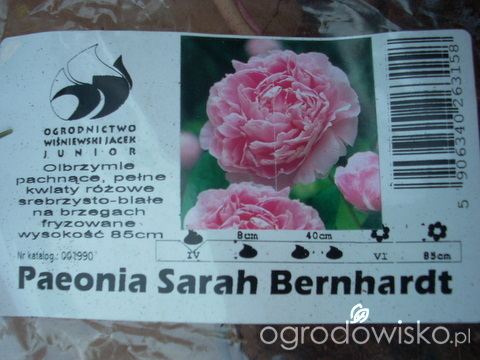 OGRODNICTWO
WIŚNIEWSKI JACEK
JUNIOR
Olbrzymie
pachnące, pełne
kwiaty różowe
srebrzysto-białe
na brzegach
fryzowane
wysokość 85cm
Nr katalog.: 001990
8cm 40cm
IV VI 85cm
5 906340 263158
Paeonia Sarah Bernhardt
ogrodowisko.pl